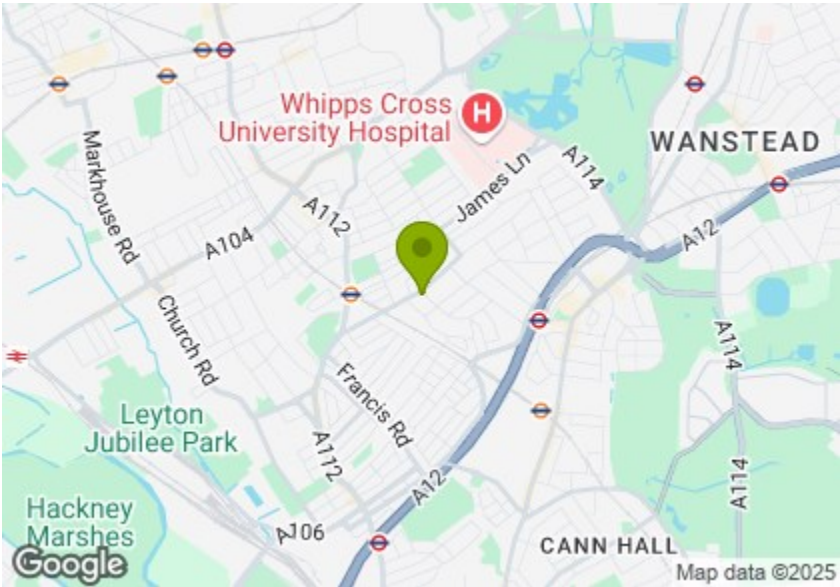 Whipps Cross
University Hospital
H
WANSTEAD
A114
James Ln
Markhouse Rd
A112
A104
A12
Church Rd
A114
Francis Rd
Leyton
Jubilee Park
A112
A12
A114
Hackney
Marshes
A106
CANN HALL
Google
Map data ©2025